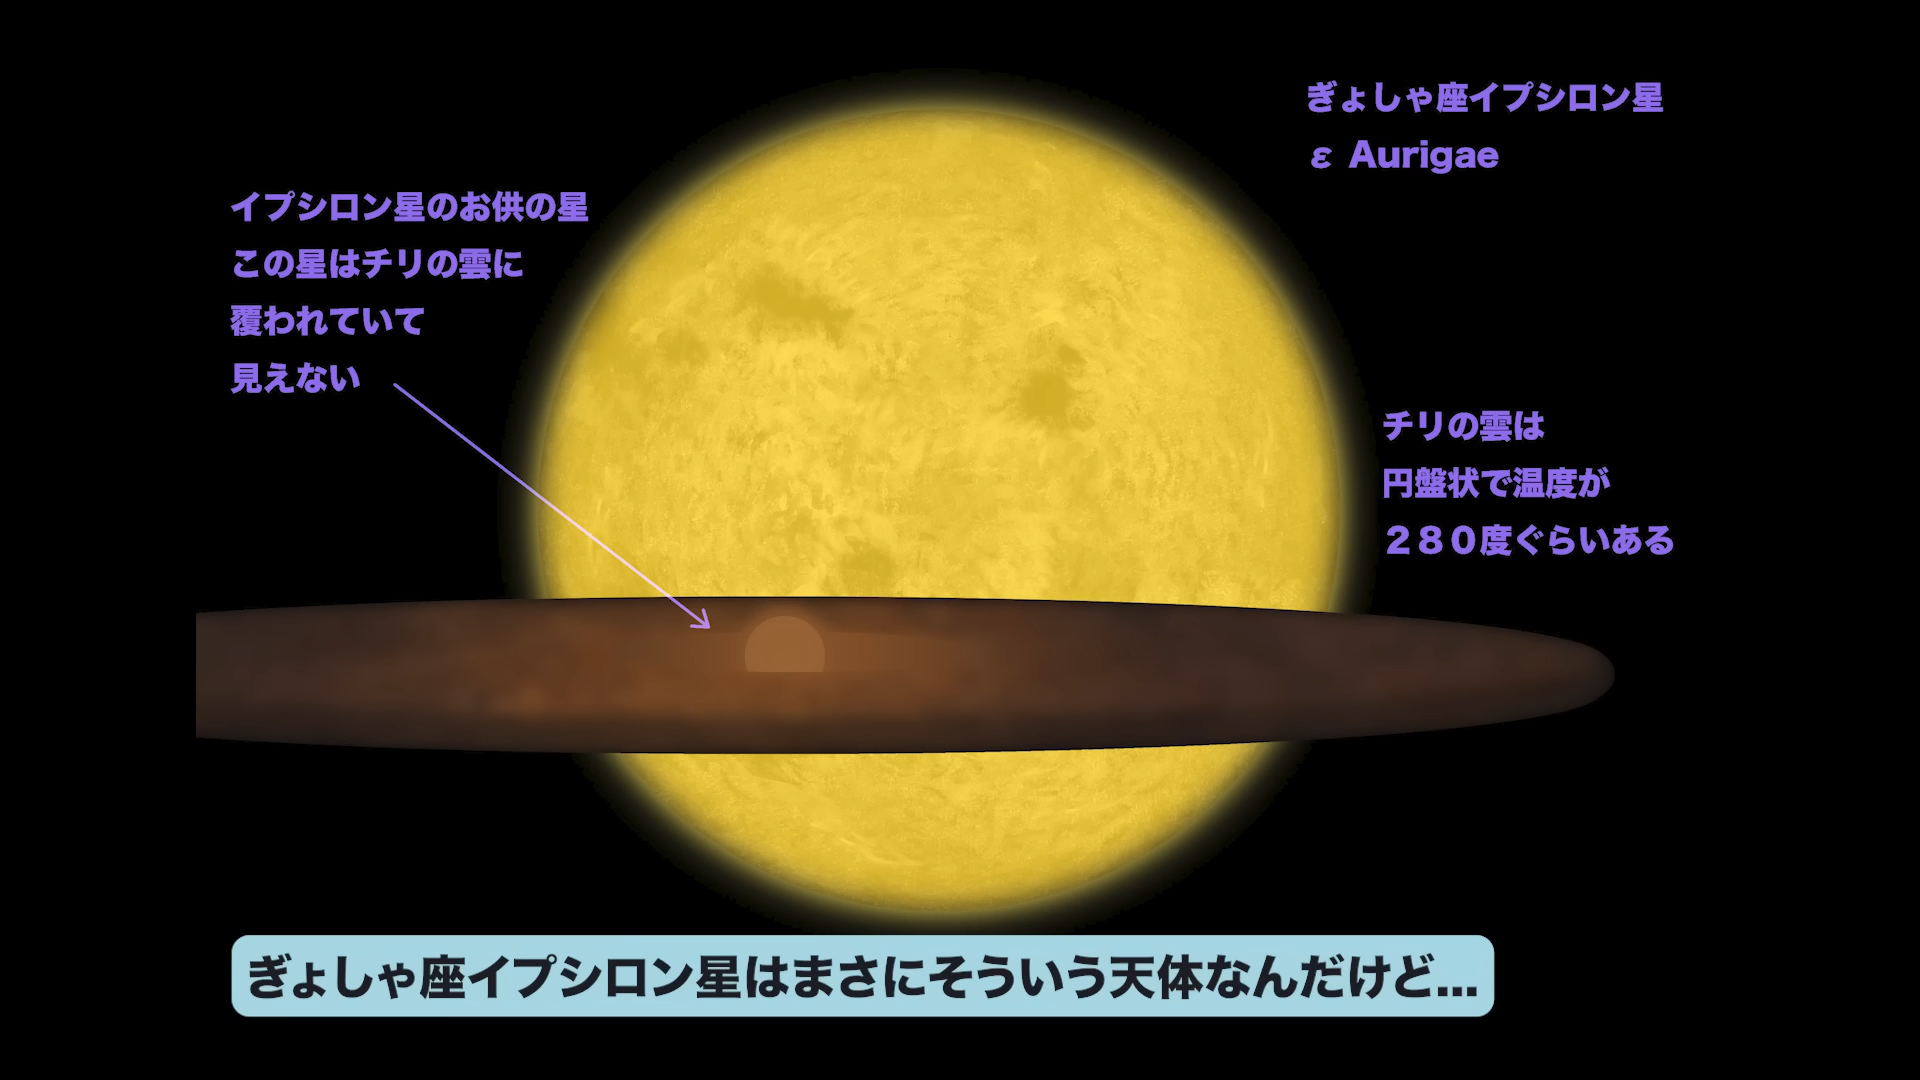 ぎょしゃ座イプシロン星
ε Aurigae
イプシロン星のお供の星
この星はチリの雲に
覆われていて
見えない
チリの雲は
円盤状で温度が
２８０度ぐらいある
ぎょしゃ座イプシロン星はまさにそういう天体なんだけど...